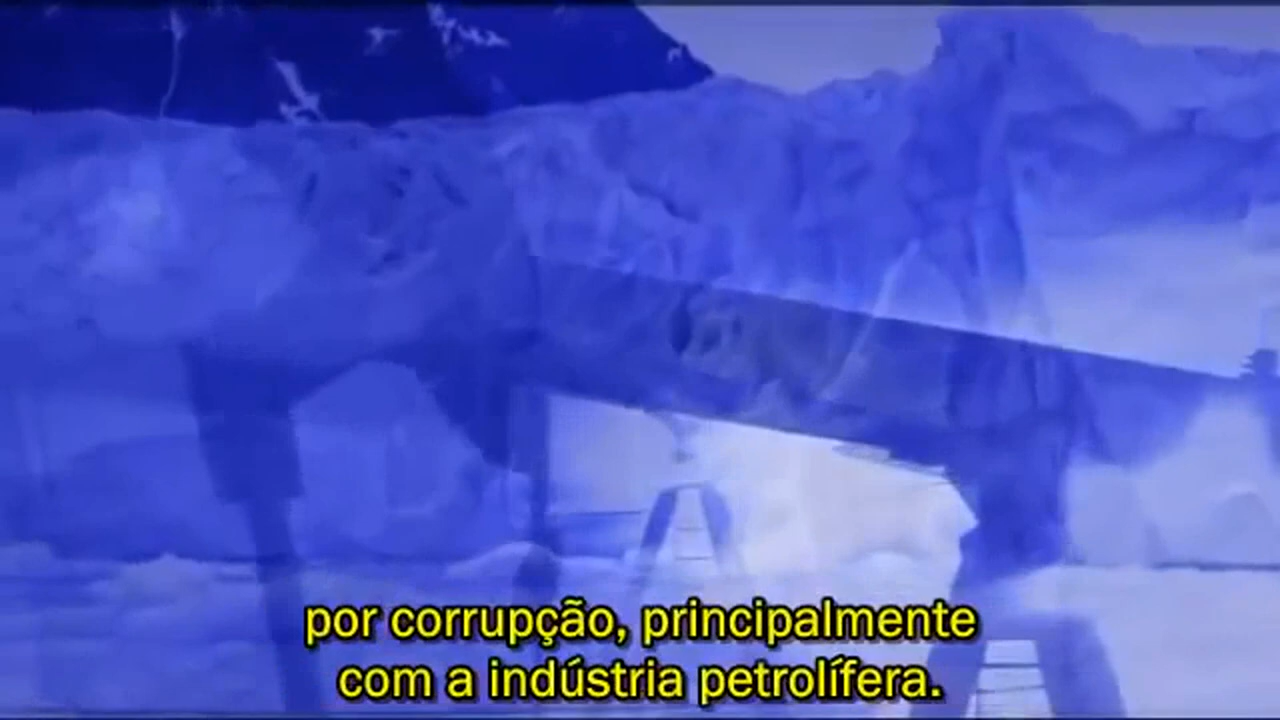 por corrupção, principalmente
com a indústria petrolífera.